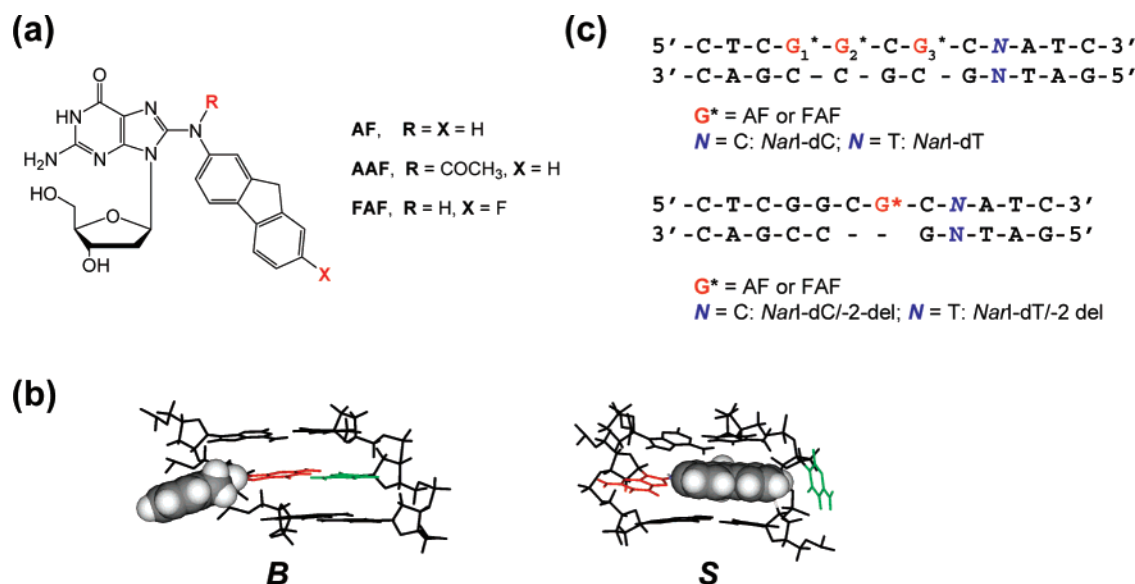 (a)
O
R
HN
N
N
H₂N
N
N
HO
O
OH
X
AF, R = X = H
AAF, R = COCH₃, X = H
FAF, R = H, X = F
(c)
5'-C-T-C-G₁*-G₂*-C-G₃*-C-N-A-T-C-3'
3'-C-A-G-C-C-G-C-G-N-T-A-G-5'
G* = AF or FAF
N = C: NarI-dC; N = T: NarI-dT
5'-C-T-C-G-G-C-G*-C-N-A-T-C-3'
3'-C-A-G-C-C - - G-N-T-A-G-5'
G* = AF or FAF
N = C: NarI-dC/-2-del; N = T: NarI-dT/-2 del
(b)
B
S